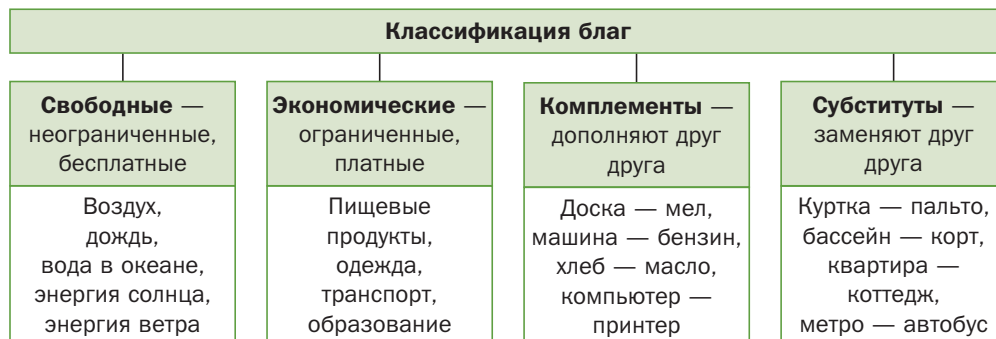 Классификация благ
Свободные —
неограниченные,
бесплатные
Воздух,
дождь,
вода в океане,
энергия солнца,
энергия ветра
Экономические —
ограниченные,
платные
Пищевые
продукты,
одежда,
транспорт,
образование
Комплементы —
дополняют друг
друга
Доска — мел,
машина — бензин,
хлеб — масло,
компьютер —
принтер
Субституты —
заменяют друг
друга
Куртка — пальто,
бассейн — корт,
квартира —
коттедж,
метро — автобус